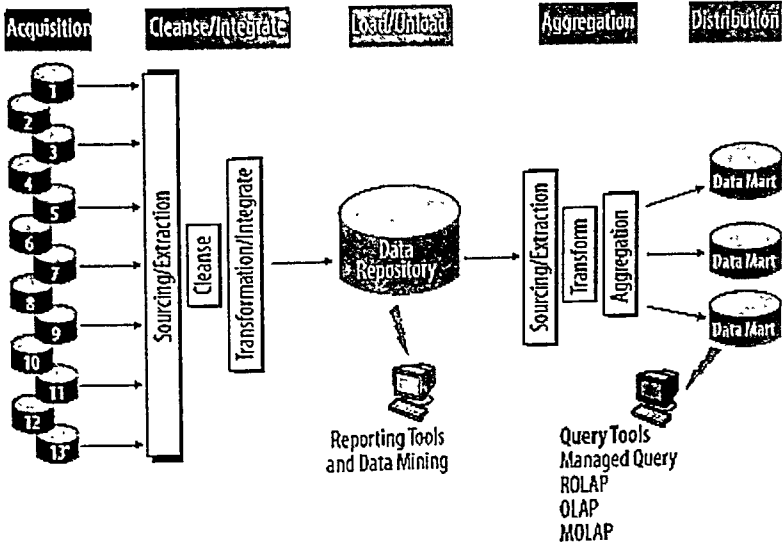 Acquisition
Cleanse/Integrate
Load/Unload
Aggregation
Distribution
1
2
3
4
5
6
7
8
9
10
11
12
13
Sourcing/Extraction
Cleanse
Transformation/Integrate
Data
Repository
Sourcing/Extraction
Transform
Aggregation
Data Mart
Data Mart
Data Mart
Reporting Tools
and Data Mining
Query Tools
Managed Query
ROLAP
OLAP
MOLAP